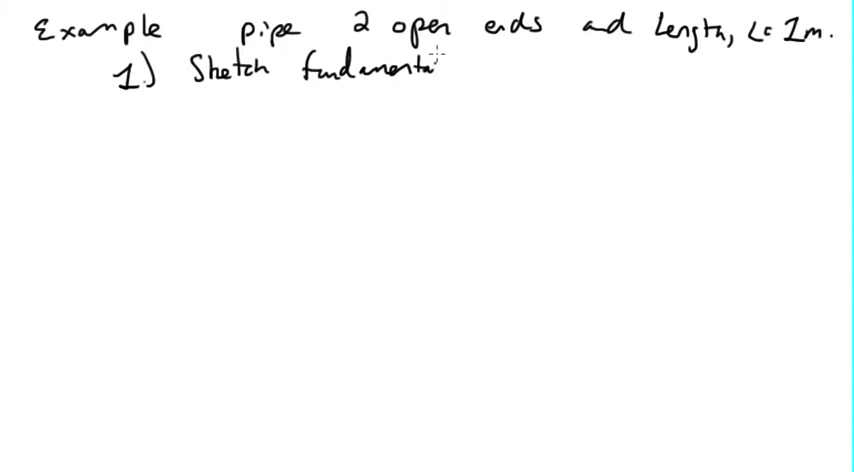 Example pipe 2 open ends and Length, L= 1m.
1.) Sketch fundamenta